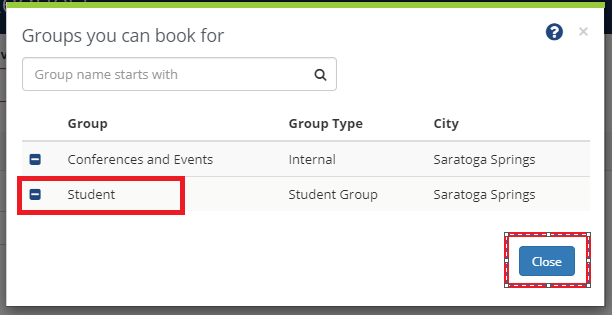 Groups you can book for
?
×
Group name starts with
Group Group Type City
Conferences and Events Internal Saratoga Springs
Student Student Group Saratoga Springs
Close